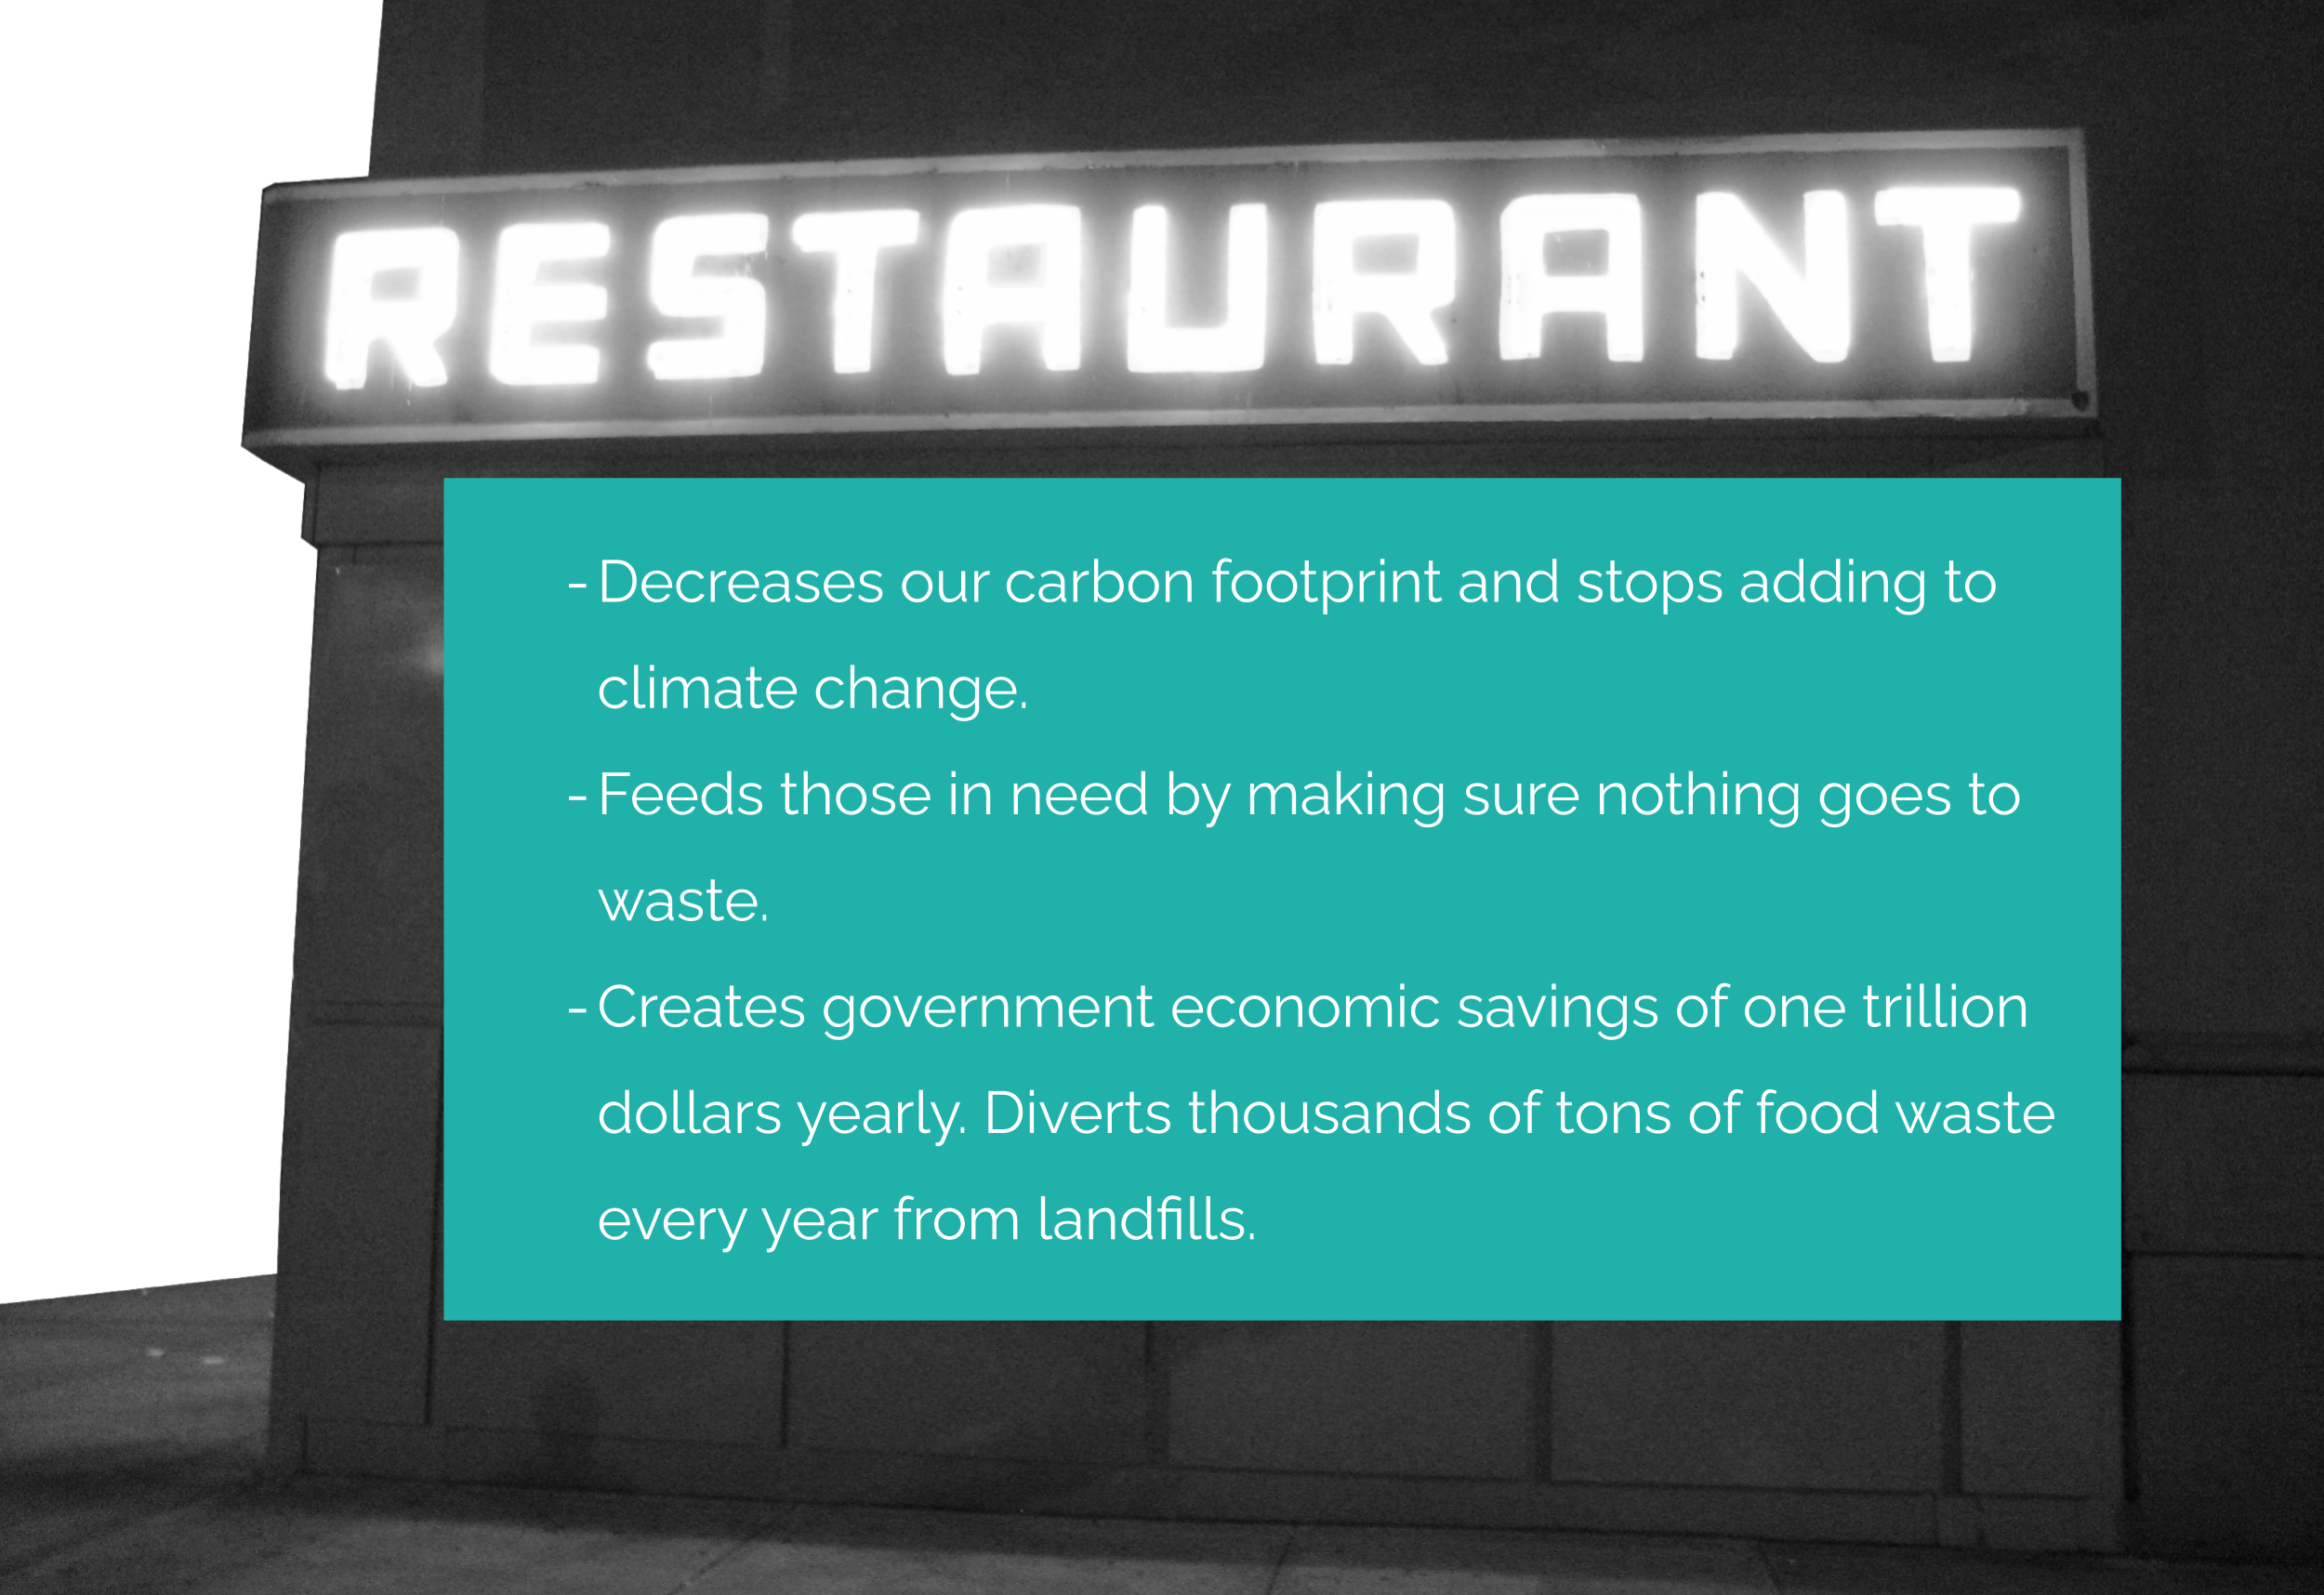 RESTAURANT
- Decreases our carbon footprint and stops adding to
climate change.
- Feeds those in need by making sure nothing goes to
waste.
- Creates government economic savings of one trillion
dollars yearly. Diverts thousands of tons of food waste
every year from landfills.